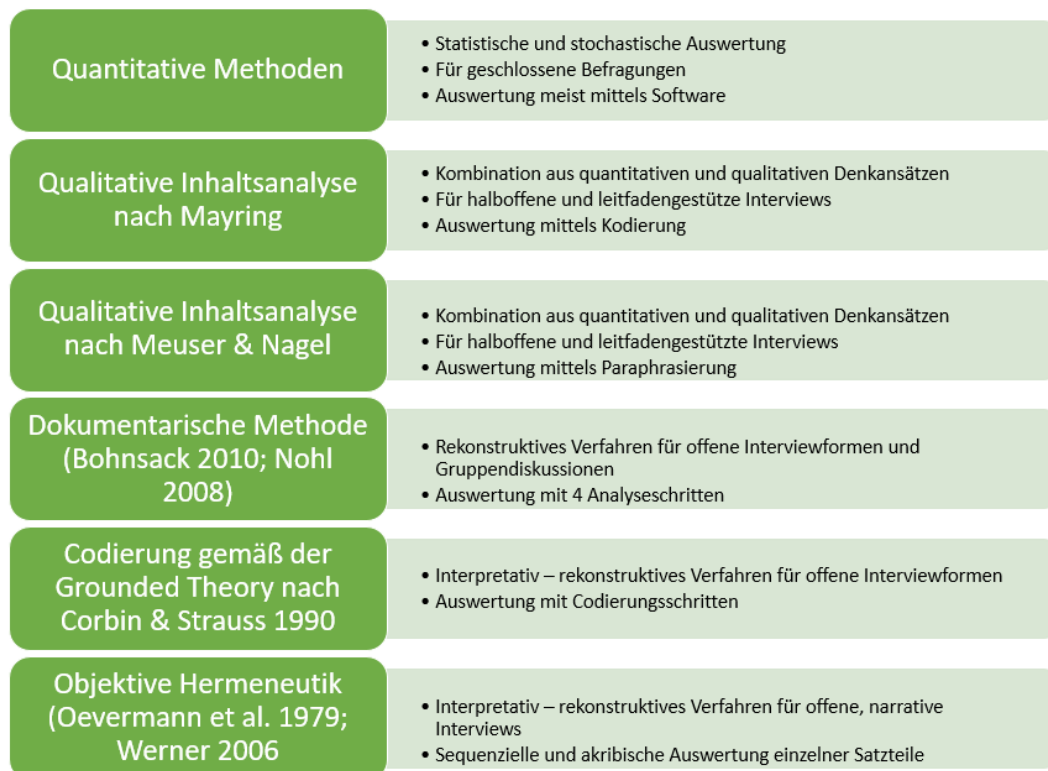 Quantitative Methoden
• Statistische und stochastische Auswertung
• Für geschlossene Befragungen
• Auswertung meist mittels Software
Qualitative Inhaltsanalyse
nach Mayring
• Kombination aus quantitativen und qualitativen Denkansätzen
• Für halboffene und leitfadengestütze Interviews
• Auswertung mittels Kodierung
Qualitative Inhaltsanalyse
nach Meuser & Nagel
• Kombination aus quantitativen und qualitativen Denkansätzen
• Für halboffene und leitfadengestützte Interviews
• Auswertung mittels Paraphrasierung
Dokumentarische Methode
(Bohnsack 2010; Nohl
2008)
• Rekonstruktives Verfahren für offene Interviewformen und
Gruppendiskussionen
• Auswertung mit 4 Analyseschritten
Codierung gemäß der
Grounded Theory nach
Corbin & Strauss 1990
• Interpretativ – rekonstruktives Verfahren für offene Interviewformen
• Auswertung mit Codierungsschritten
Objektive Hermeneutik
(Oevermann et al. 1979;
Werner 2006
• Interpretativ – rekonstruktives Verfahren für offene, narrative
Interviews
• Sequenzielle und akribische Auswertung einzelner Satzteile